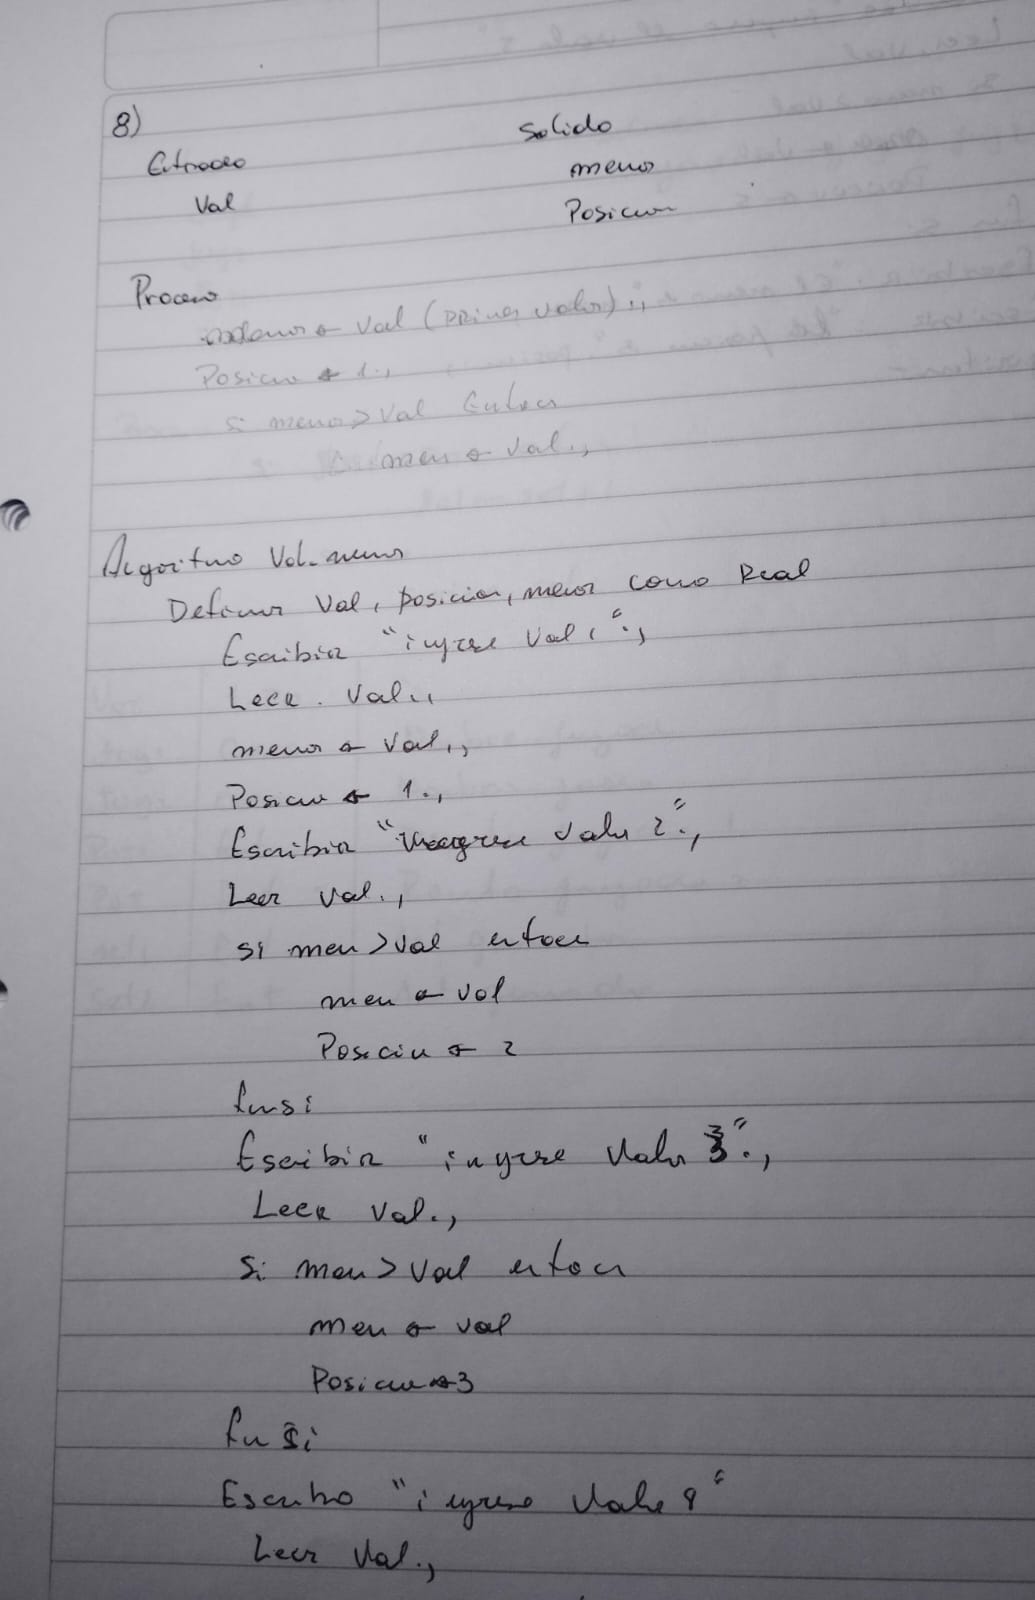 8)
Entrada Salida
Val menor
Posicion
Proceso
menor ← Val (primer valor).,
Posicion ← 1.,
si menor > Val Entonces
menor ← Val.,
Algoritmo Val_menor
Definir Val, posicion, menor como Real
Escribir "ingrese Val 1".,
Leer Val.,
menor ← Val.,
Posicion ← 1.,
Escribir "ingrese Valor 2".,
Leer Val.,
si men > Val entonces
men ← Val
Posicion ← 2
finsi
Escribir "ingrese Valor 3".,
Leer Val.,
Si men > Val entonces
men ← val
Posicion ← 3
finSi
Escribir "ingrese Valor"
Leer Val.,